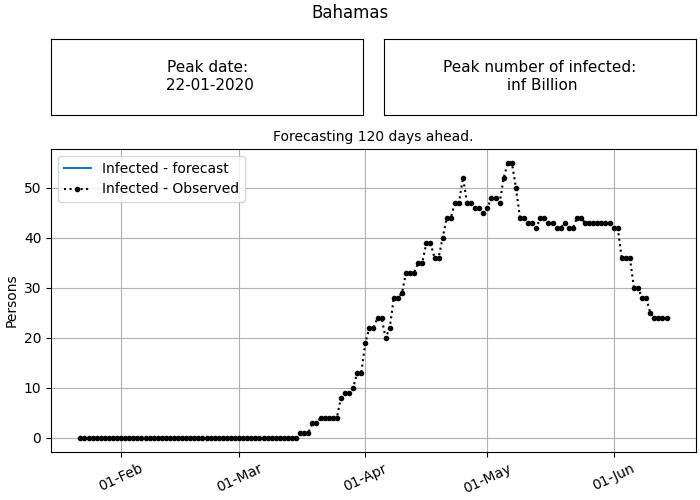 Bahamas
Peak date:
22-01-2020
Peak number of infected:
inf Billion
Forecasting 120 days ahead.
Infected - forecast
Infected - Observed
Persons
50
40
30
20
10
0
01-Feb
01-Mar
01-Apr
01-May
01-Jun